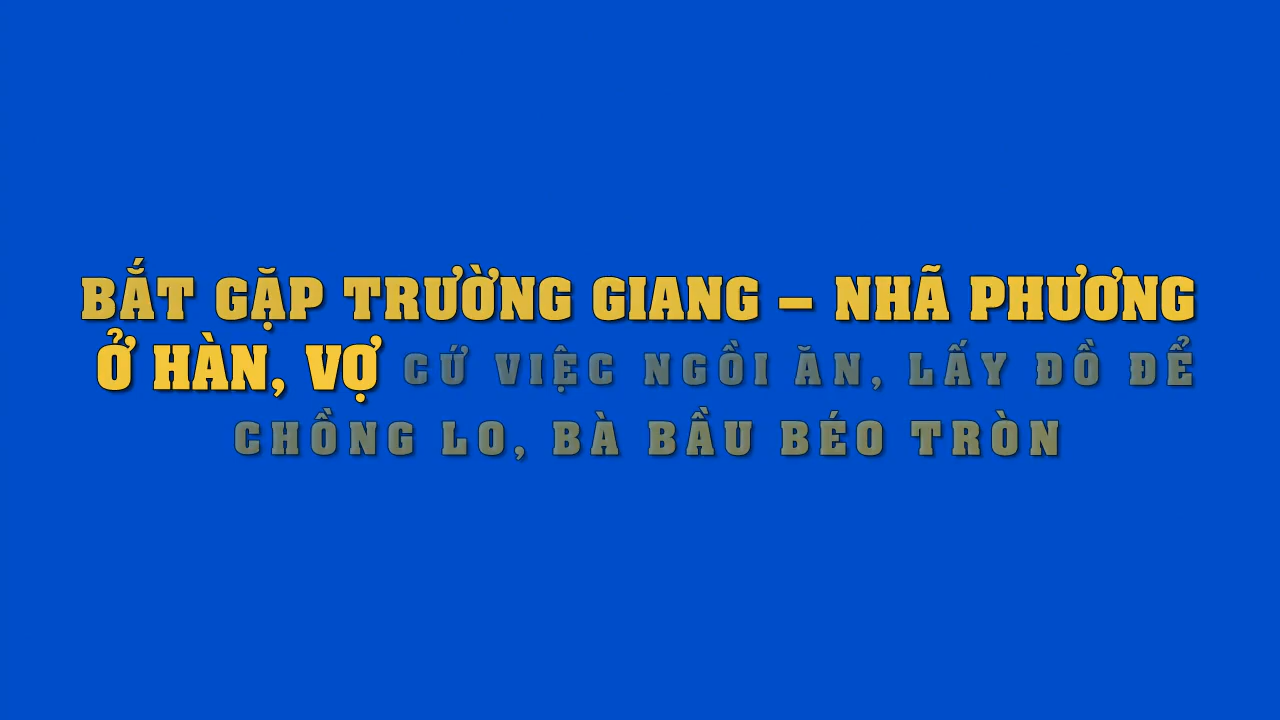 BẮT GẶP TRƯỜNG GIANG – NHÃ PHƯƠNG
Ở HÀN, VỢ CỨ VIỆC NGỒI ĂN, LẤY ĐỒ ĐỂ
CHỒNG LO, BÀ BẦU BÉO TRÒN